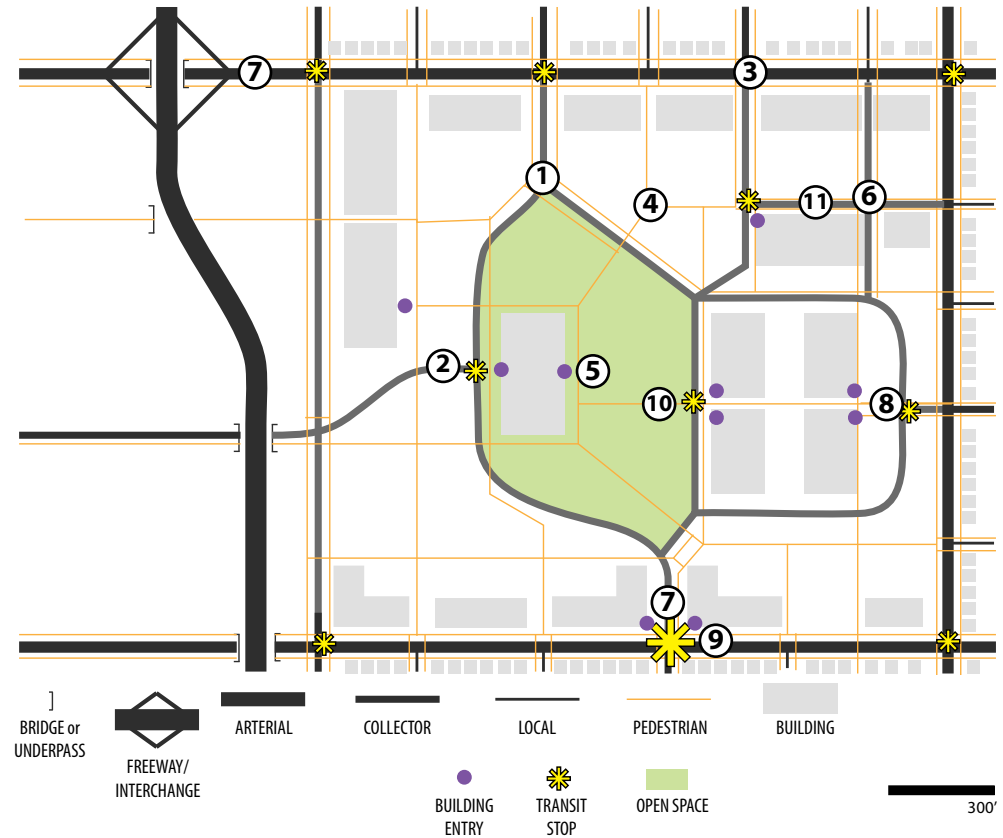 7
3
1
4
11
6
2
5
10
8
7
9
BRIDGE or
UNDERPASS
FREEWAY/
INTERCHANGE
ARTERIAL
COLLECTOR
LOCAL
PEDESTRIAN
BUILDING
BUILDING
ENTRY
TRANSIT
STOP
OPEN SPACE
300’